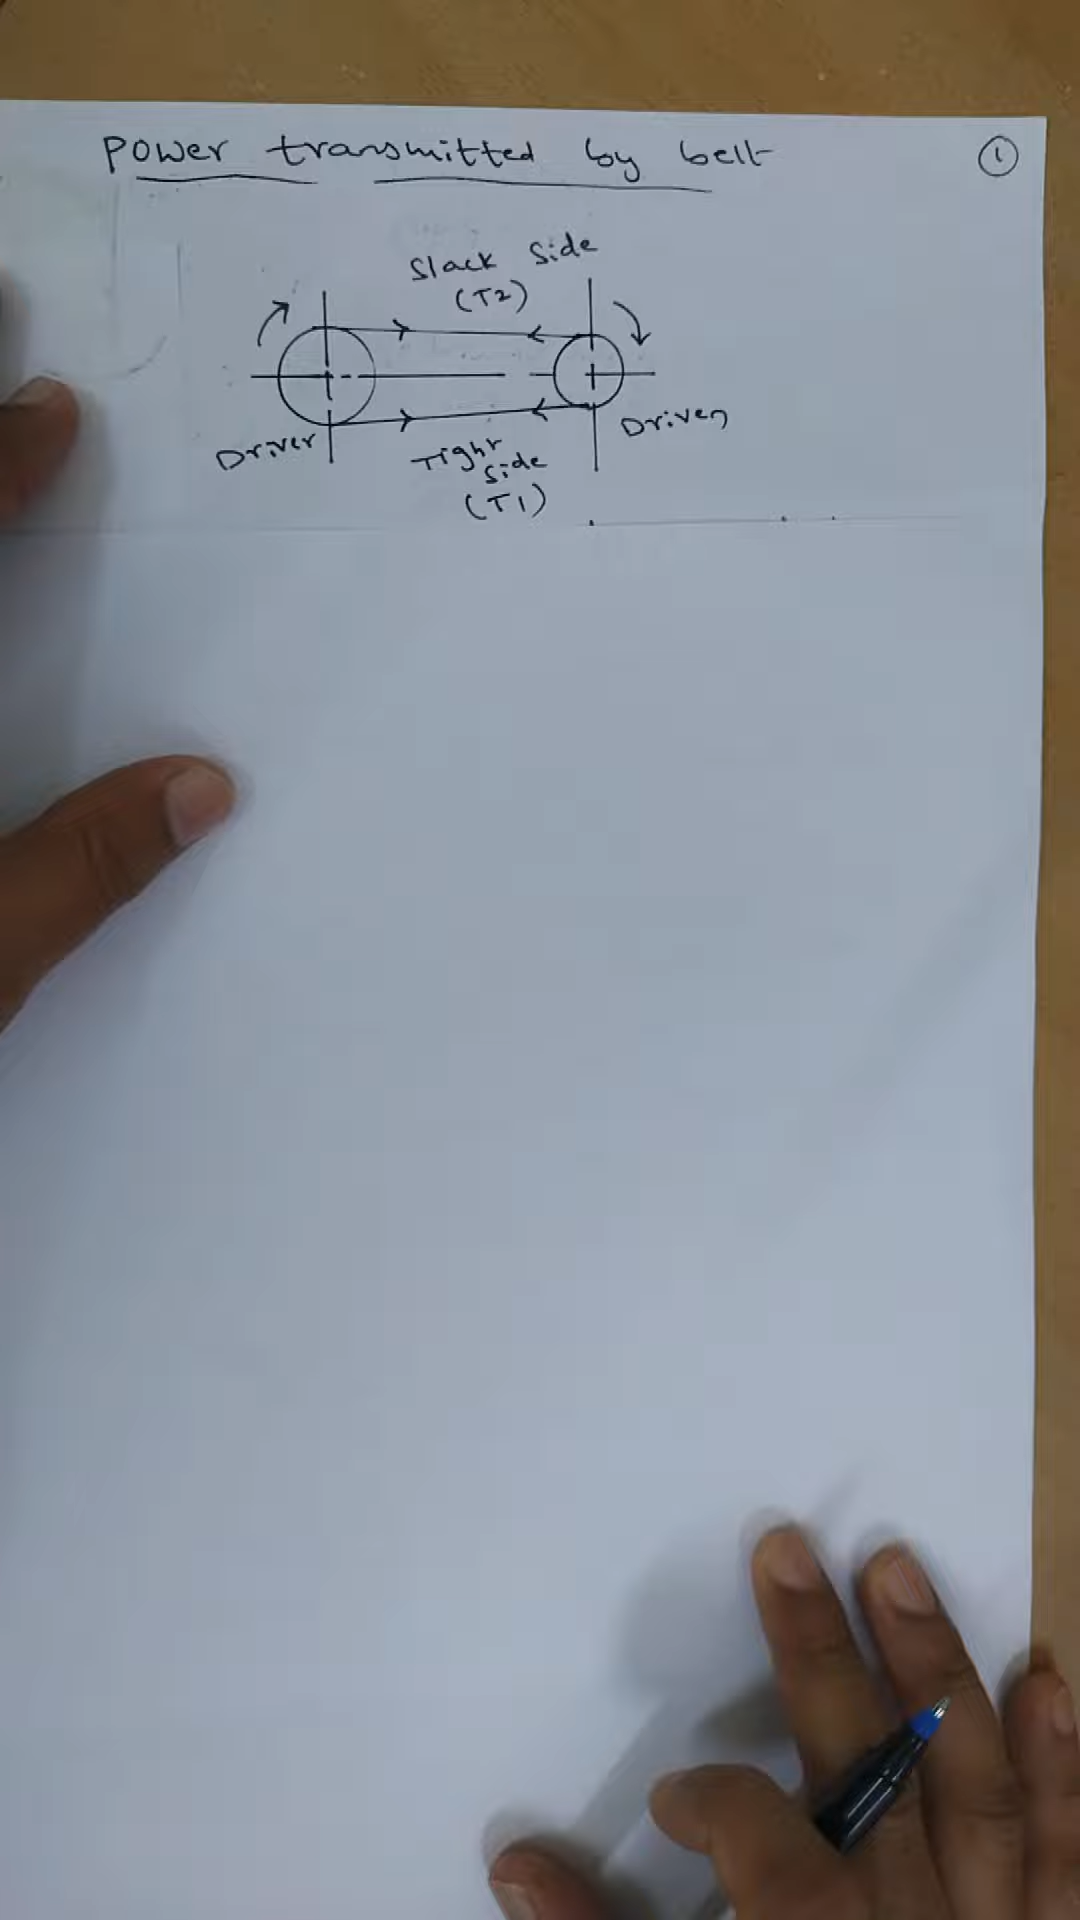 Power transmitted by belt
1
Slack Side
(T2)
Driver
Tight
Side
(T1)
Driven